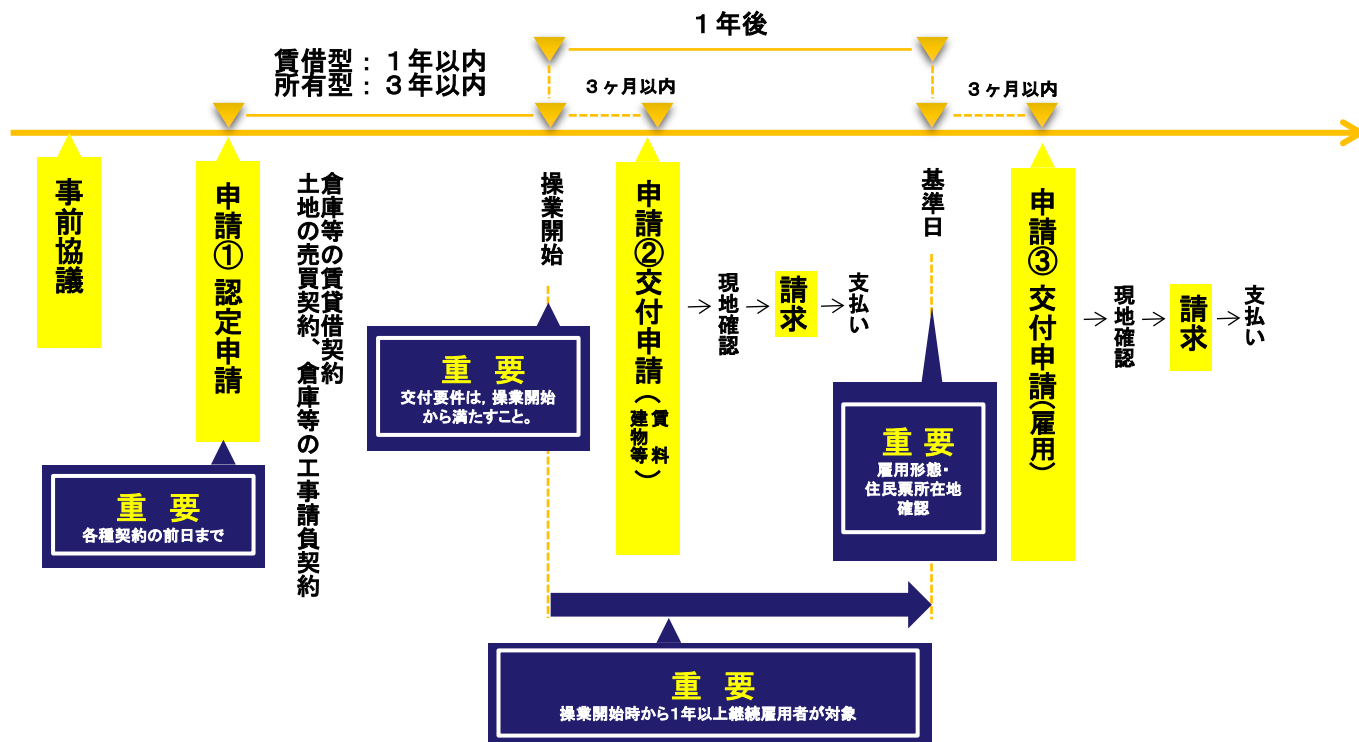 １年後
賃借型：１年以内
所有型：３年以内
３ヶ月以内
３ヶ月以内
事前協議
申請①認定申請
倉庫等の賃貸借契約
土地の売買契約、倉庫等の工事請負契約
操業開始
申請②交付申請（賃料
建物等）
現地確認
請求
支払い
基準日
申請③交付申請（雇用）
現地確認
請求
支払い
重要
各種契約の前日まで
重要
交付要件は，操業開始
から満たすこと。
重要
雇用形態・
住民票所在地
確認
重要
操業開始時から１年以上継続雇用者が対象